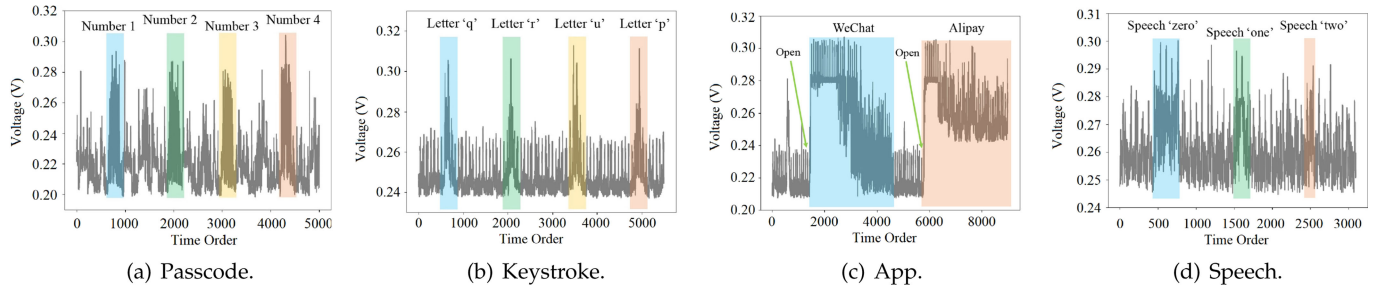 Number 1 Number 2 Number 3 Number 4
Voltage (V)
0.32
0.30
0.28
0.26
0.24
0.22
0.20
0 1000 2000 3000 4000 5000
Time Order
(a) Passcode.
Letter ‘q’ Letter ‘r’ Letter ‘u’ Letter ‘p’
Voltage (V)
0.32
0.30
0.28
0.26
0.24
0 1000 2000 3000 4000 5000
Time Order
(b) Keystroke.
WeChat Alipay
Open Open
Voltage (V)
0.30
0.28
0.26
0.24
0.22
0.20
0 2000 4000 6000 8000
Time Order
(c) App.
Speech ‘zero’ Speech ‘one’ Speech ‘two’
Voltage (V)
0.31
0.30
0.29
0.28
0.27
0.26
0.25
0.24
0 500 1000 1500 2000 2500 3000
Time Order
(d) Speech.